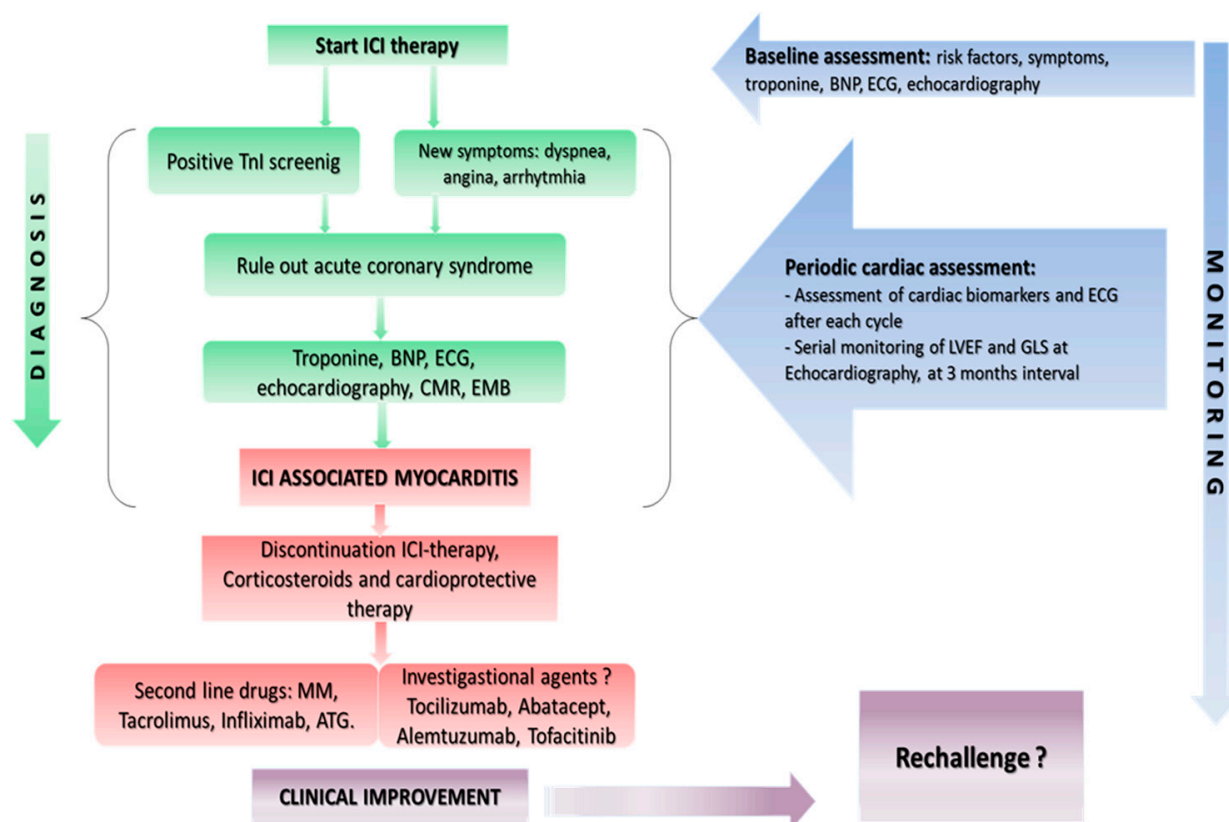 Start ICI therapy
Baseline assessment: risk factors, symptoms,
troponine, BNP, ECG, echocardiography
DIAGNOSIS
Positive TnI screenig
New symptoms: dyspnea,
angina, arrhytmhia
Rule out acute coronary syndrome
Troponine, BNP, ECG,
echocardiography, CMR, EMB
ICI ASSOCIATED MYOCARDITIS
Periodic cardiac assessment:
- Assessment of cardiac biomarkers and ECG
after each cycle
- Serial monitoring of LVEF and GLS at
Echocardiography, at 3 months interval
MONITORING
Discontinuation ICI-therapy,
Corticosteroids and cardioprotective
therapy
Second line drugs: MM,
Tacrolimus, Infliximab, ATG.
Investigastional agents ?
Tocilizumab, Abatacept,
Alemtuzumab, Tofacitinib
CLINICAL IMPROVEMENT
Rechallenge ?